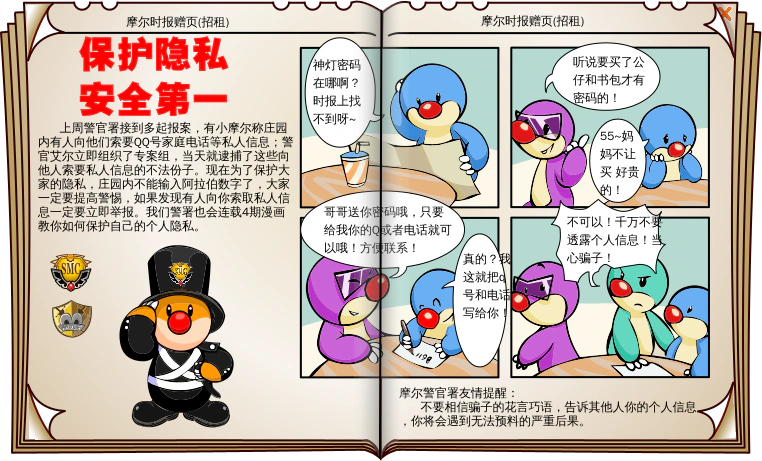 摩尔时报赠页(招租)
保护隐私
安全第一
上周警官署接到多起报案，有小摩尔称庄园
内有人向他们索要QQ号家庭电话等私人信息；警
官艾尔立即组织了专案组，当天就逮捕了这些向
他人索要私人信息的不法份子。现在为了保护大
家的隐私，庄园内不能输入阿拉伯数字了，大家
一定要提高警惕，如果发现有人向你索取私人信
息一定要立即举报。我们警署也会连载4期漫画
教你如何保护自己的个人隐私。
SMC
摩尔时报赠页(招租)
神灯密码
在哪啊？
时报上找
不到呀~
听说要买了公
仔和书包才有
密码的！
55~妈
妈不让
买 好贵
的！
哥哥送你密码哦，只要
给我你的Q或者电话就可
以哦！方便联系！
真的？我
这就把q
号和电话
写给你！
不可以！千万不要
透露个人信息！当
心骗子！
摩尔警官署友情提醒：
不要相信骗子的花言巧语，告诉其他人你的个人信息
，你将会遇到无法预料的严重后果。